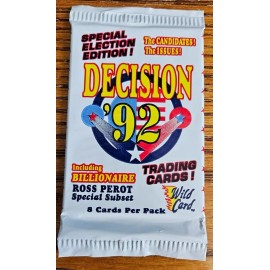 SPECIAL
ELECTION
EDITION!
The CANDIDATES!
The ISSUES!
DECISION
'92
Including
BILLIONAIRE
ROSS PEROT
Special Subset
TRADING
CARDS!
Wild
Card
8 Cards Per Pack